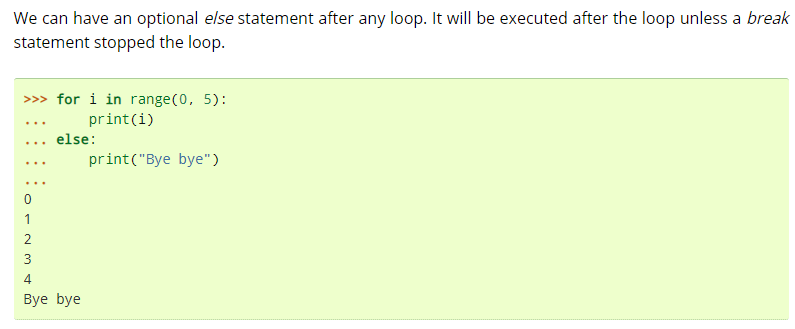 We can have an optional else statement after any loop. It will be executed after the loop unless a break
statement stopped the loop.
>>> for i in range(0, 5):
...     print(i)
... else:
...     print("Bye bye")
...
0
1
2
3
4
Bye bye